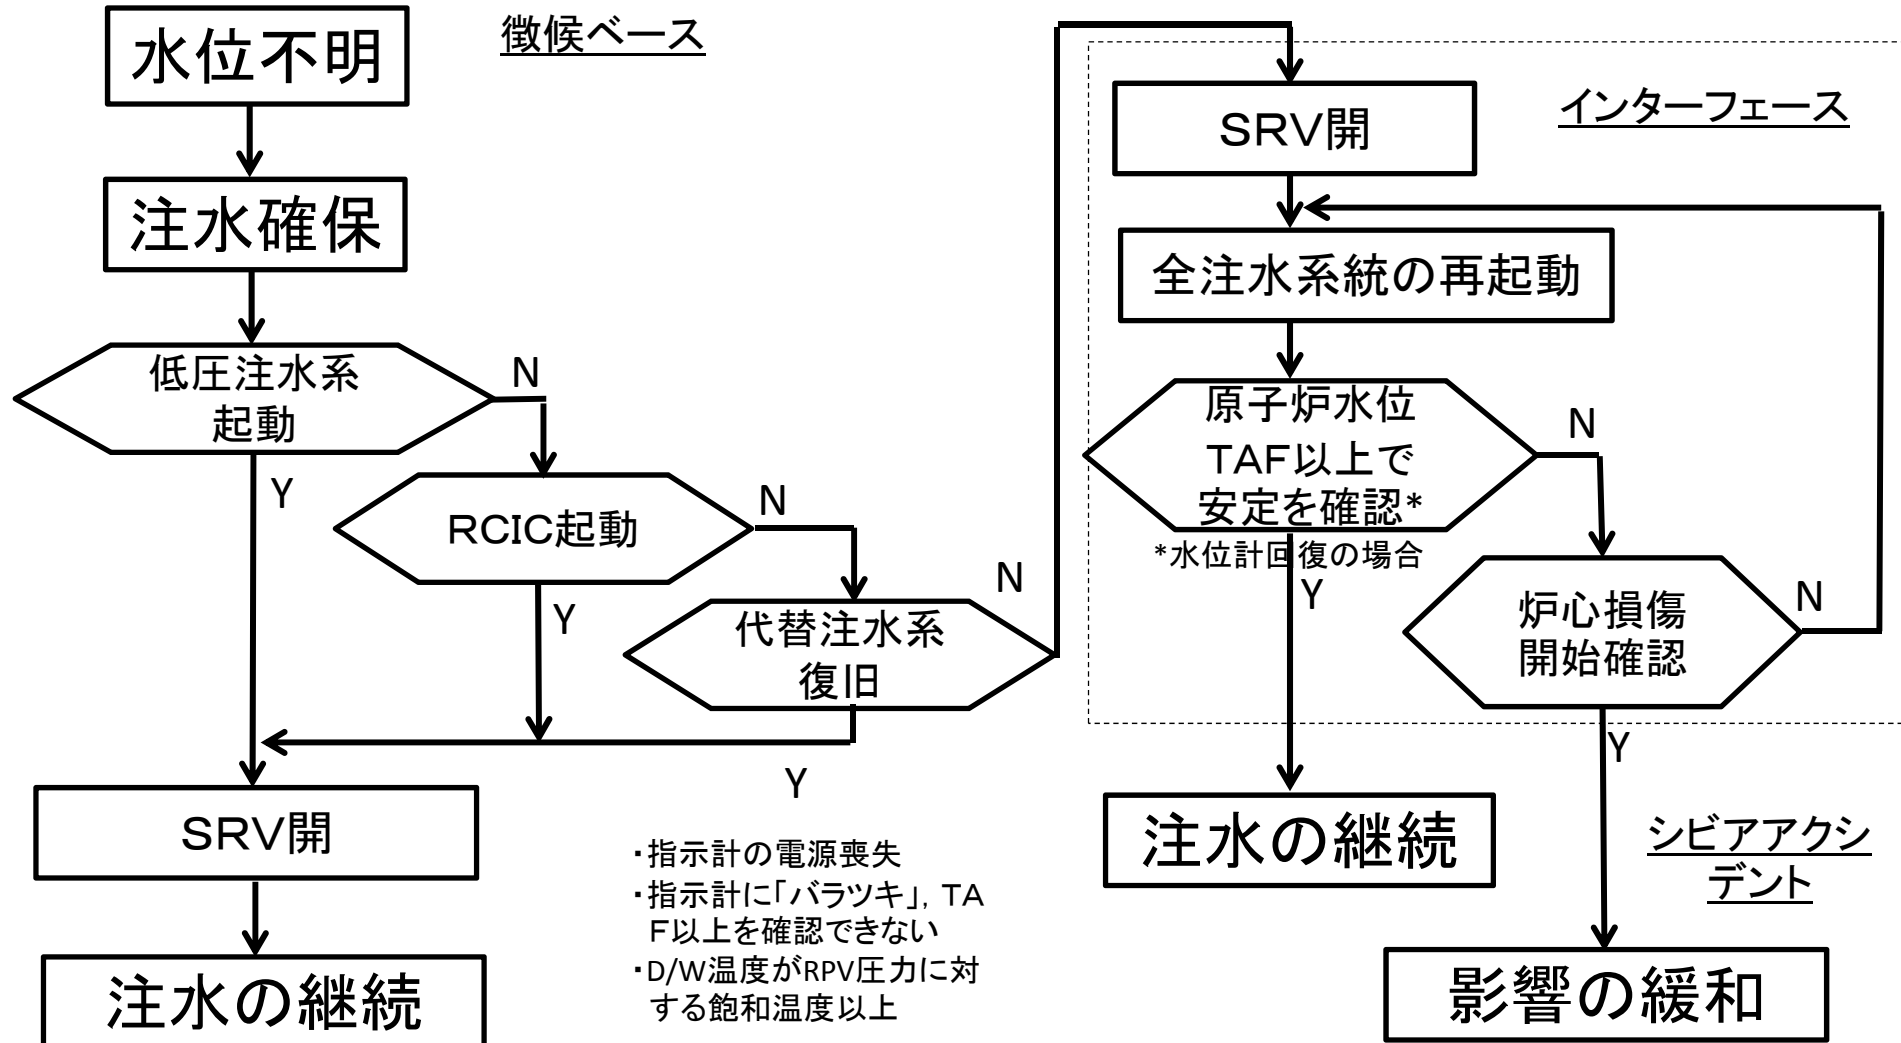 徴候ベース
水位不明
注水確保
低圧注水系
起動
N
Y
RCIC起動
N
Y
代替注水系
復旧
N
Y
SRV開
注水の継続
・指示計の電源喪失
・指示計に「バラツキ」, TA
F以上を確認できない
・D/W温度がRPV圧力に対
する飽和温度以上
インターフェース
SRV開
全注水系統の再起動
原子炉水位
TAF以上で
安定を確認*
*水位計回復の場合
N
Y
炉心損傷
開始確認
N
Y
注水の継続
シビアアクシ
デント
影響の緩和